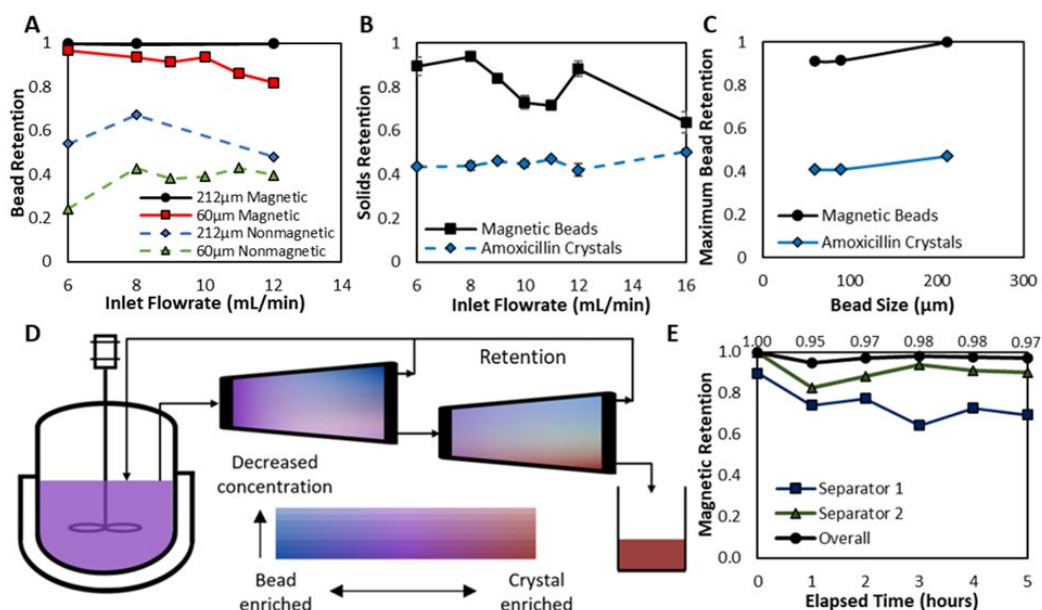 A
Bead Retention
1
0.8
0.6
0.4
0.2
0
6
8
10
12
14
Inlet Flowrate (mL/min)
212µm Magnetic
60µm Magnetic
212µm Nonmagnetic
60µm Nonmagnetic
B
Solids Retention
1
0.8
0.6
0.4
0.2
0
6
8
10
12
14
16
Inlet Flowrate (mL/min)
Magnetic Beads
Amoxicillin Crystals
C
Maximum Bead Retention
1
0.8
0.6
0.4
0.2
0
0
100
200
300
Bead Size (µm)
Magnetic Beads
Amoxicillin Crystals
D
Retention
Decreased
concentration
Bead
enriched
Crystal
enriched
E
1.00 0.95 0.97 0.98 0.98 0.97
Magnetic Retention
1.0
0.8
0.6
0.4
0.2
0.0
Separator 1
Separator 2
Overall
0 1 2 3 4 5
Elapsed Time (hours)